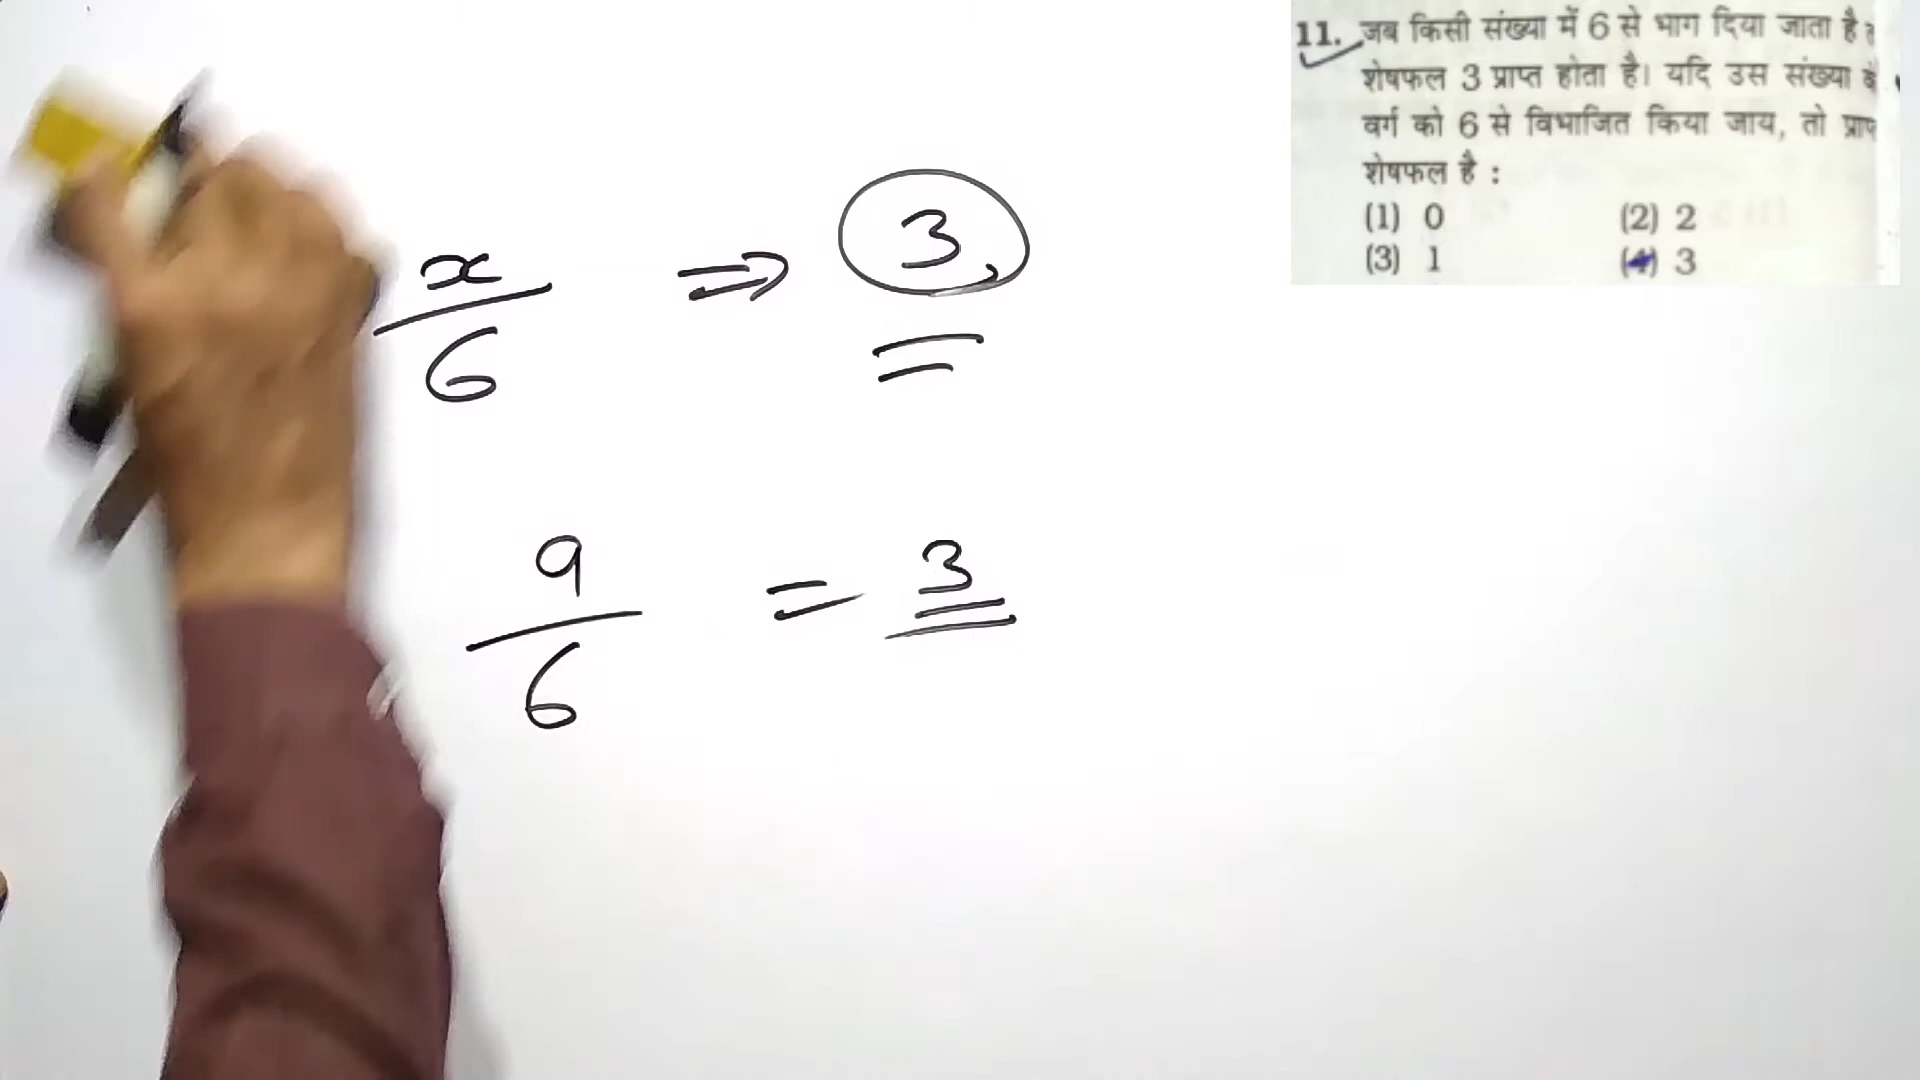 11. जब किसी संख्या में 6 से भाग दिया जाता है
शेषफल 3 प्राप्त होता है। यदि उस संख्या के
वर्ग को 6 से विभाजित किया जाय, तो
शेषफल है :
(1) 0 (2) 2
(3) 1 (4) 3
x/6 ⇒ 3,
9/6 = 3